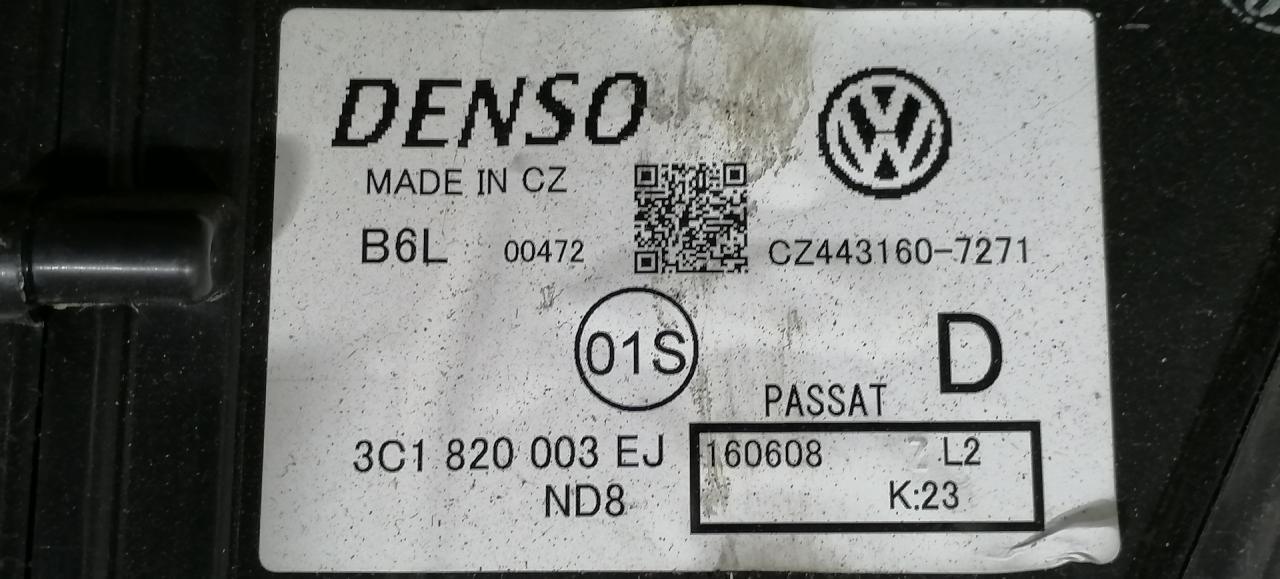 DENSO
MADE IN CZ
B6L 00472 CZ443160-7271
01S
D
PASSAT
3C1 820 003 EJ 160608 Z L2
ND8 K:23